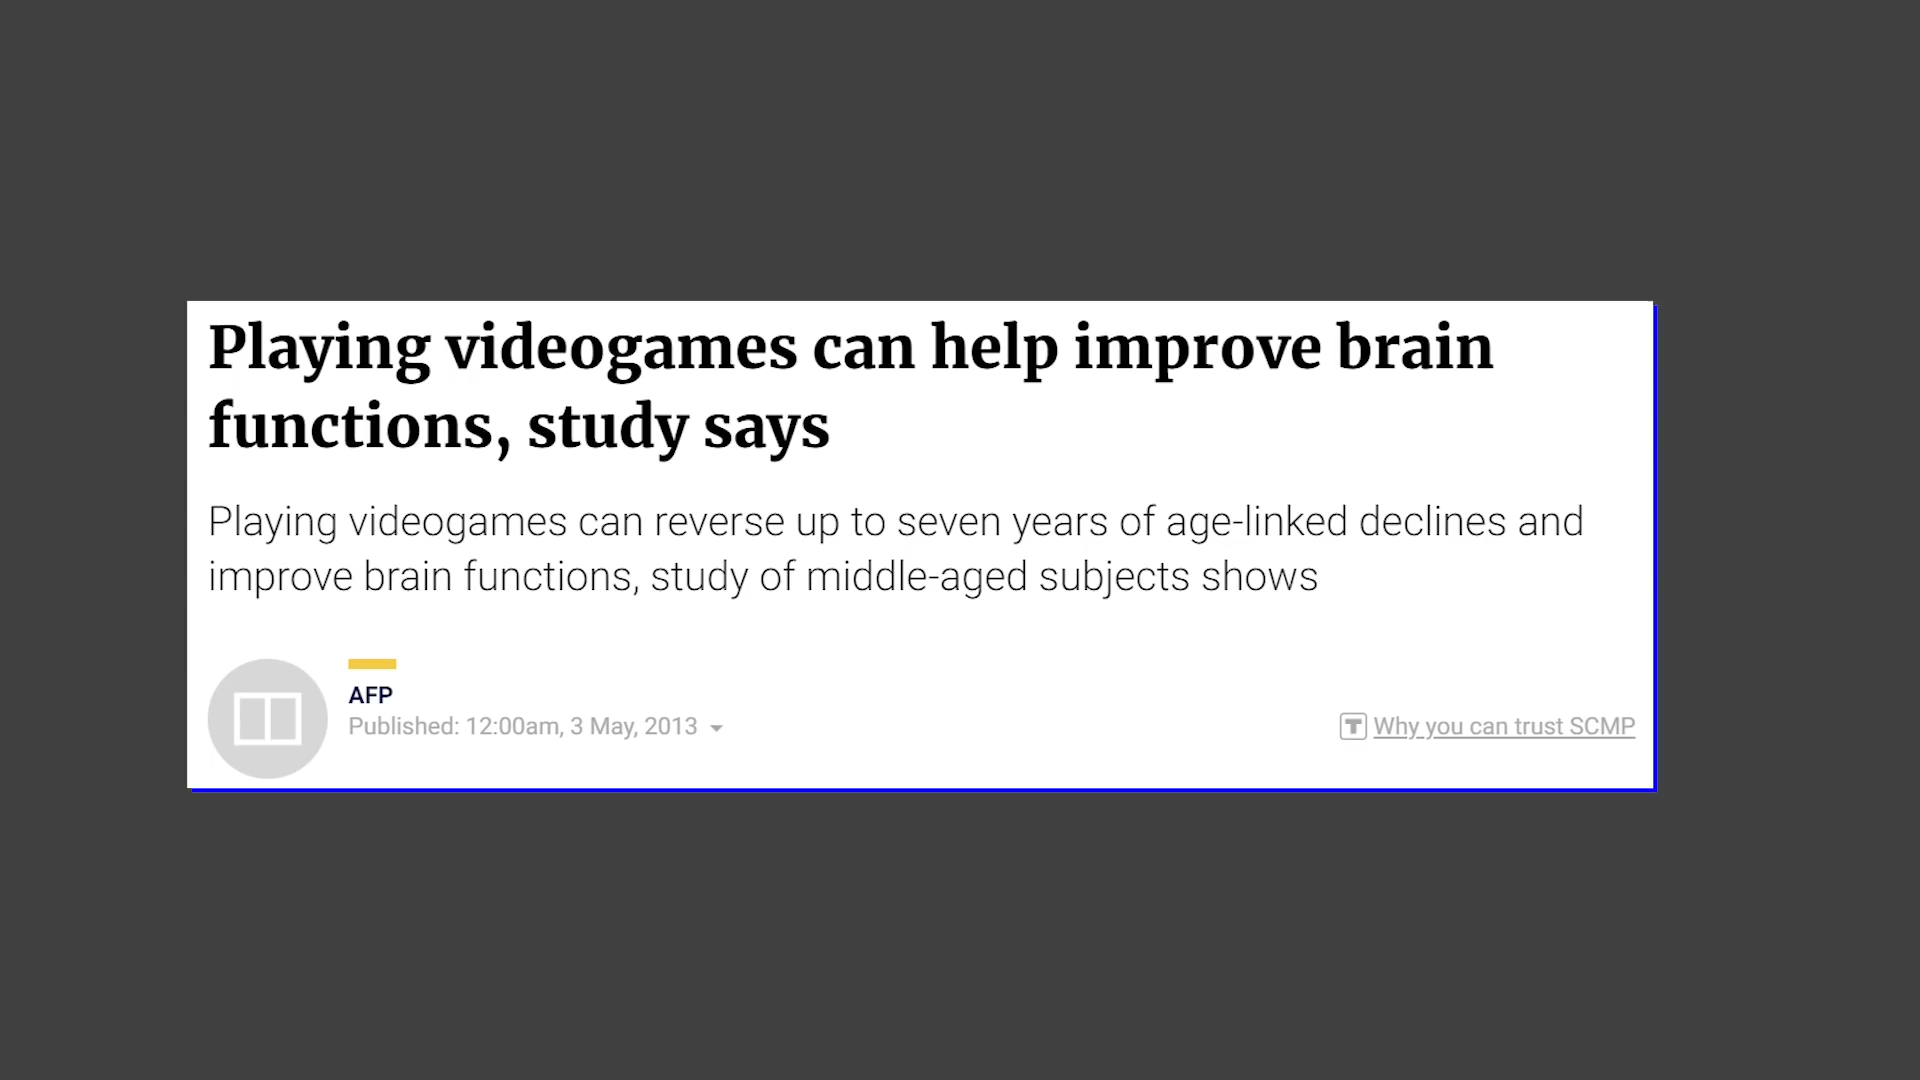 Playing videogames can help improve brain
functions, study says
Playing videogames can reverse up to seven years of age-linked declines and
improve brain functions, study of middle-aged subjects shows
AFP
Published: 12:00am, 3 May, 2013
T Why you can trust SCMP